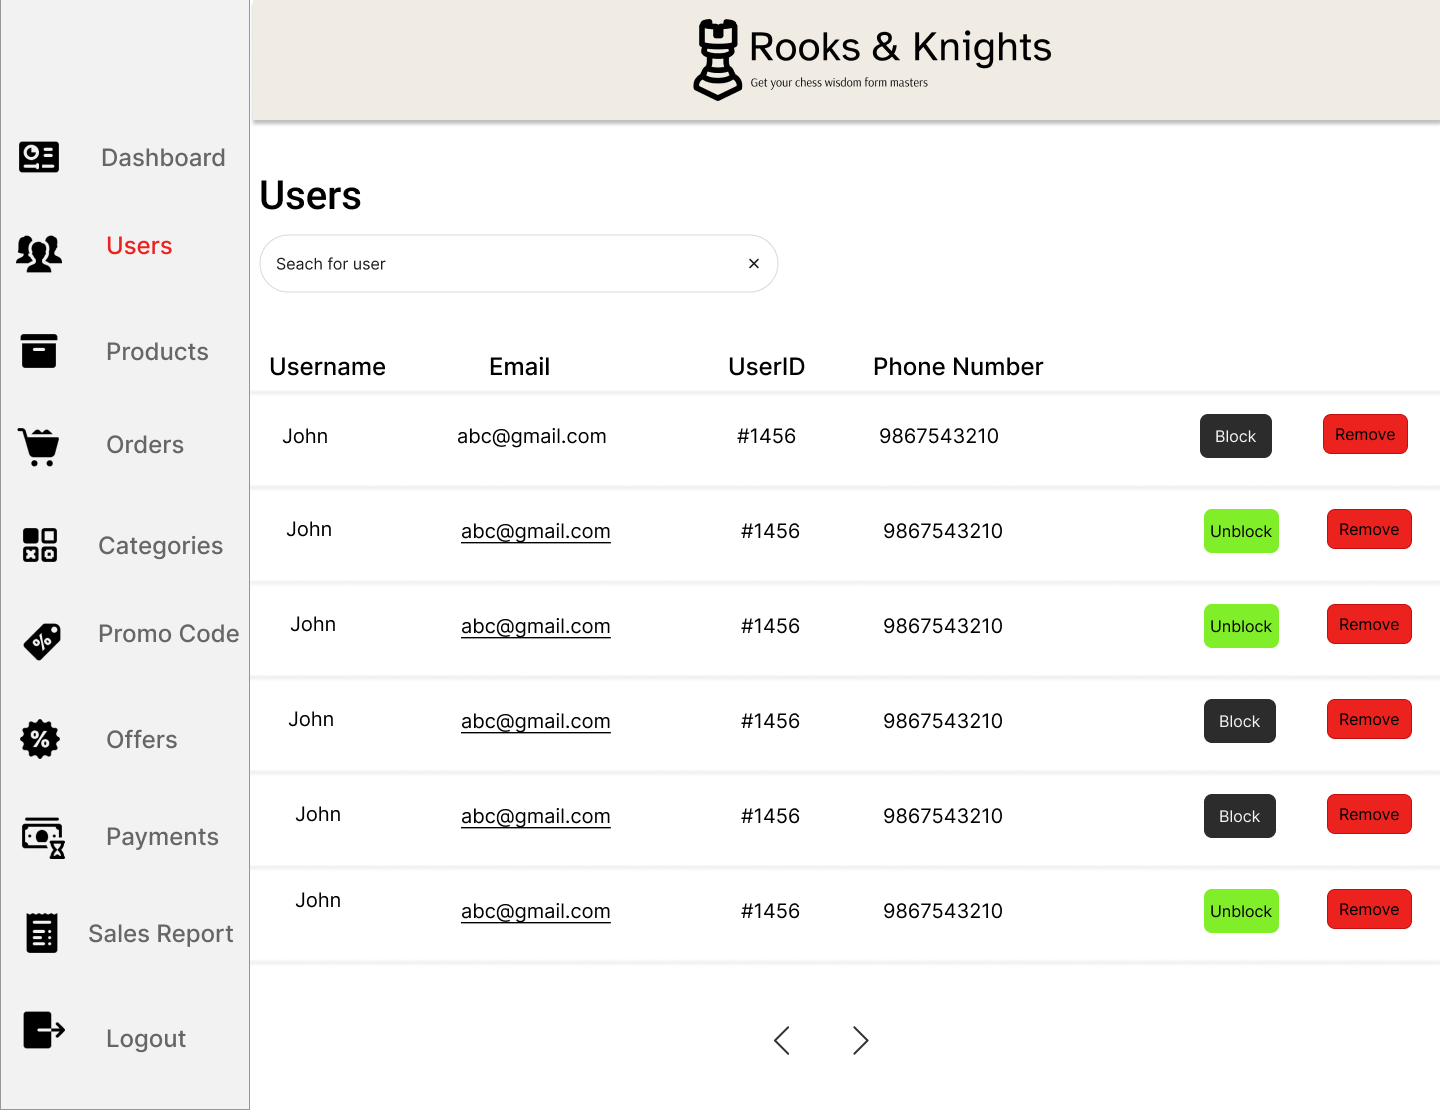 Rooks & Knights
Get your chess wisdom form masters
Dashboard
Users
Products
Orders
Categories
Promo Code
Offers
Payments
Sales Report
Logout
Users
Seach for user
Username Email UserID Phone Number
John abc@gmail.com #1456 9867543210 Block Remove
John abc@gmail.com #1456 9867543210 Unblock Remove
John abc@gmail.com #1456 9867543210 Unblock Remove
John abc@gmail.com #1456 9867543210 Block Remove
John abc@gmail.com #1456 9867543210 Block Remove
John abc@gmail.com #1456 9867543210 Unblock Remove